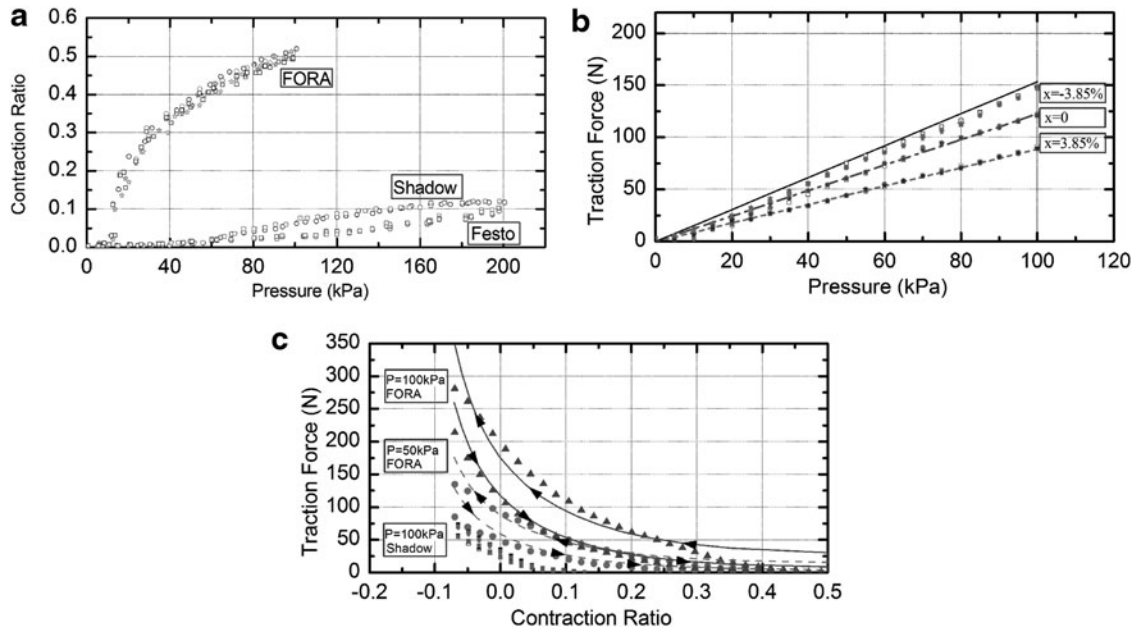 a
Contraction Ratio
0.6
0.5
0.4
0.3
0.2
0.1
0.0
FORA
Shadow
Festo
0 40 80 120 160 200
Pressure (kPa)
b
Traction Force (N)
200
150
100
50
0
x=-3.85%
x=0
x=3.85%
0 20 40 60 80 100 120
Pressure (kPa)
c
Traction Force (N)
350
300
250
200
150
100
50
0
P=100kPa
FORA
P=50kPa
FORA
P=100kPa
Shadow
-0.2 -0.1 0.0 0.1 0.2 0.3 0.4 0.5
Contraction Ratio